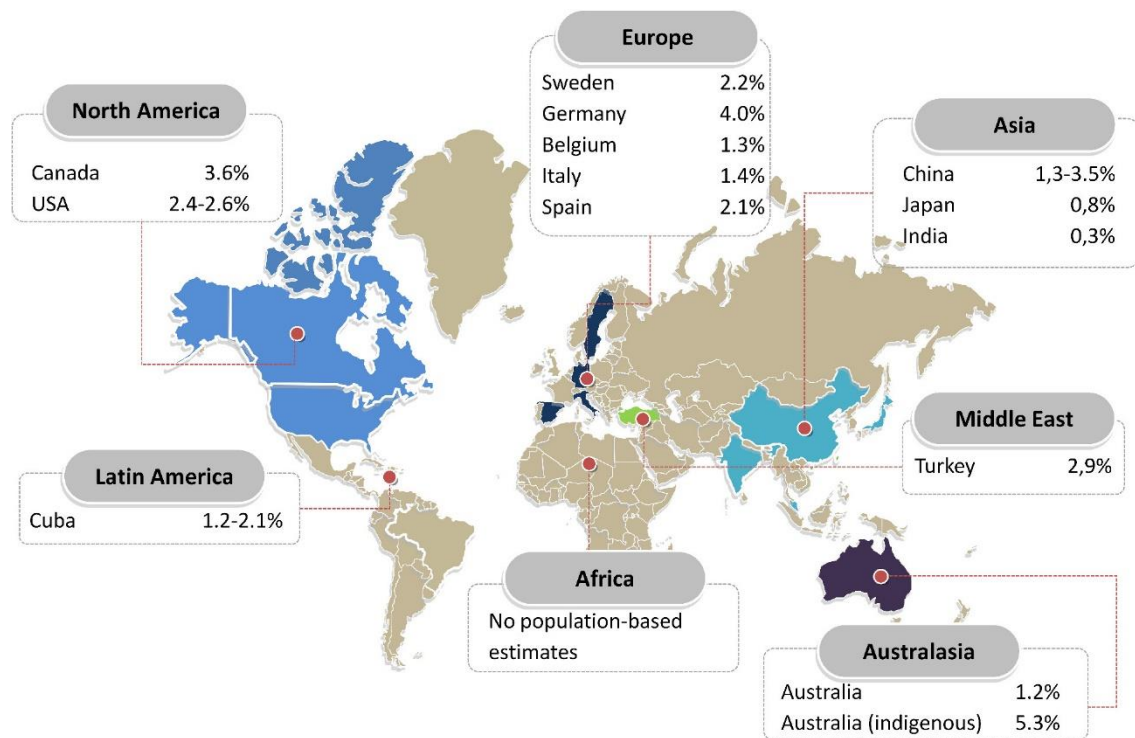 Europe
Sweden 2.2%
Germany 4.0%
Belgium 1.3%
Italy 1.4%
Spain 2.1%
North America
Canada 3.6%
USA 2.4-2.6%
Asia
China 1,3-3.5%
Japan 0,8%
India 0,3%
Middle East
Turkey 2,9%
Latin America
Cuba 1.2-2.1%
Africa
No population-based
estimates
Australasia
Australia 1.2%
Australia (indigenous) 5.3%